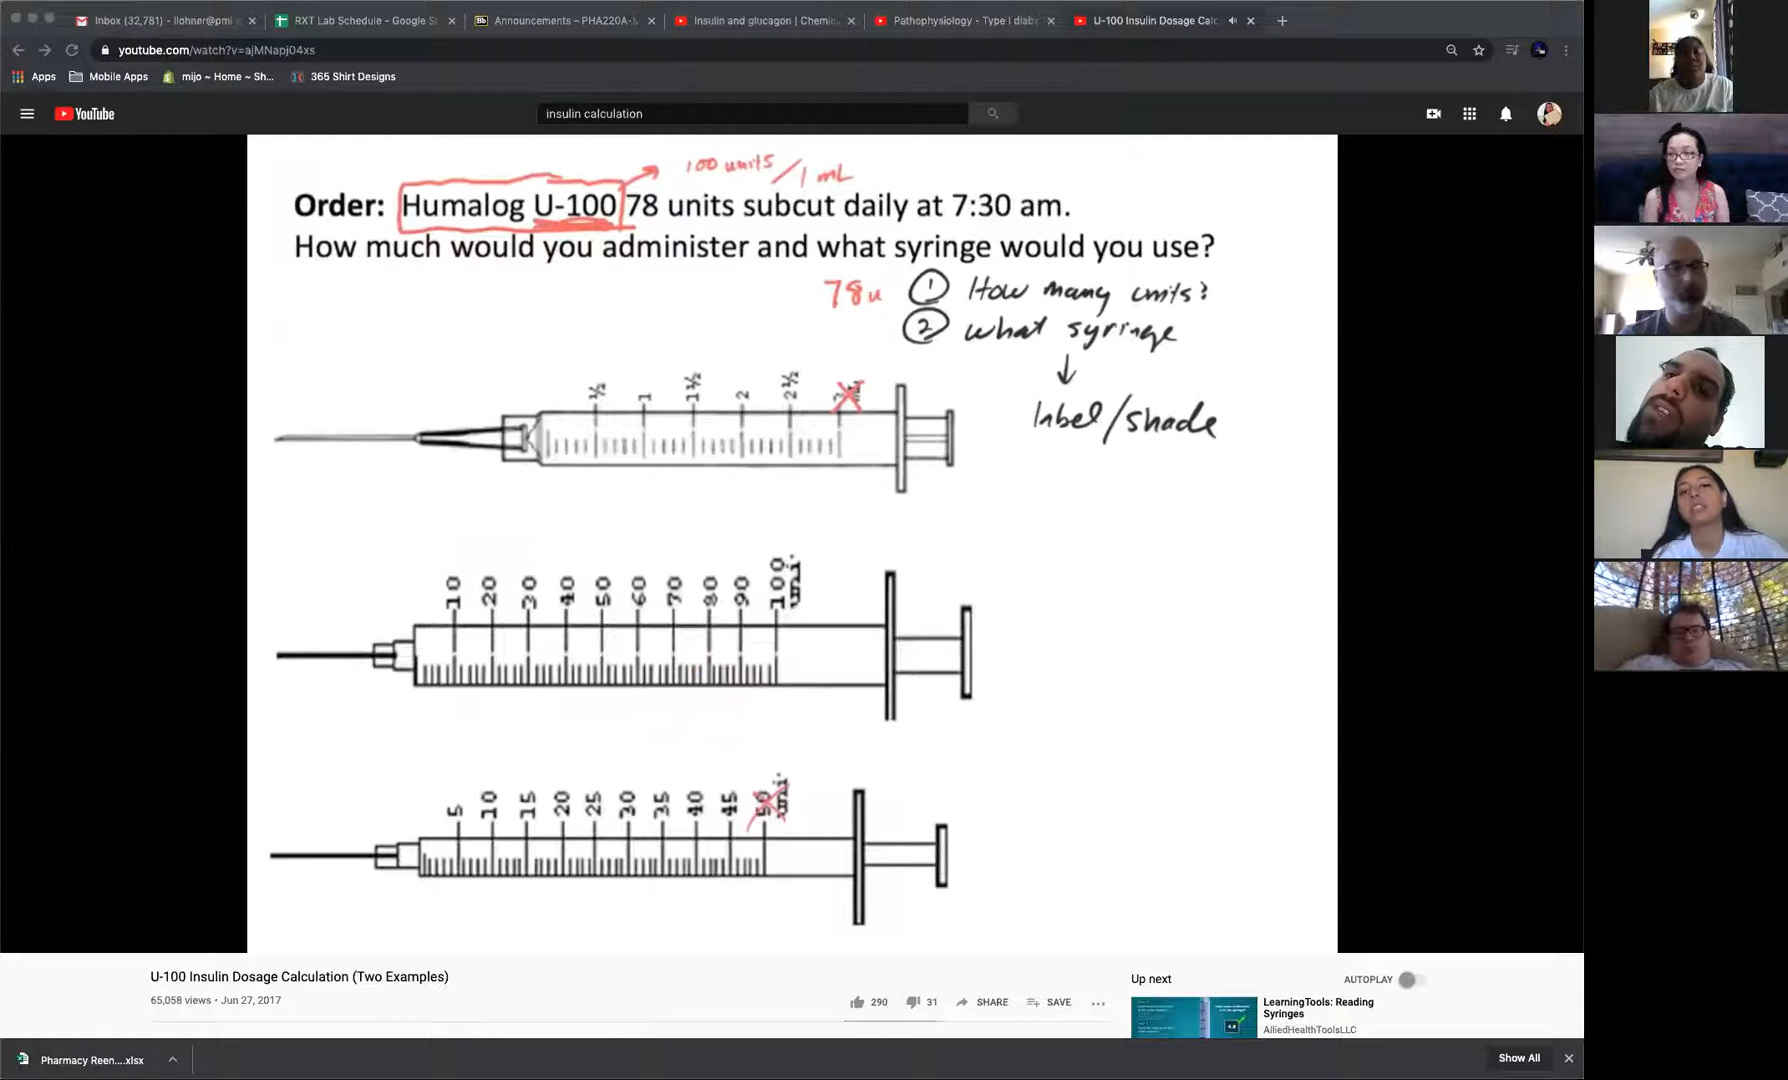 Inbox (32,781) - llohner@pmi
RXT Lab Schedule - Google S
Announcements – PHA220A-
Insulin and glucagon | Chemic
Pathophysiology - Type I diab
U-100 Insulin Dosage Calc
youtube.com/watch?v=ajMNapj04xs
Apps
Mobile Apps
mijo ~ Home ~ Sh...
365 Shirt Designs
YouTube
insulin calculation
100 units/1 mL
Order: Humalog U-100 78 units subcut daily at 7:30 am.
How much would you administer and what syringe would you use?
78u
① How many units?
② what syringe
label/shade
½ 1 1½ 2 2½
10 20 30 40 50 60 70 80 90 100
uni.
5 10 15 20 25 30 35 40 45 50
uni.
U-100 Insulin Dosage Calculation (Two Examples)
65,058 views • Jun 27, 2017
290
31
SHARE
SAVE
Up next
AUTOPLAY
LearningTools: Reading
Syringes
AlliedHealthToolsLLC
Pharmacy Reen....xlsx
Show All